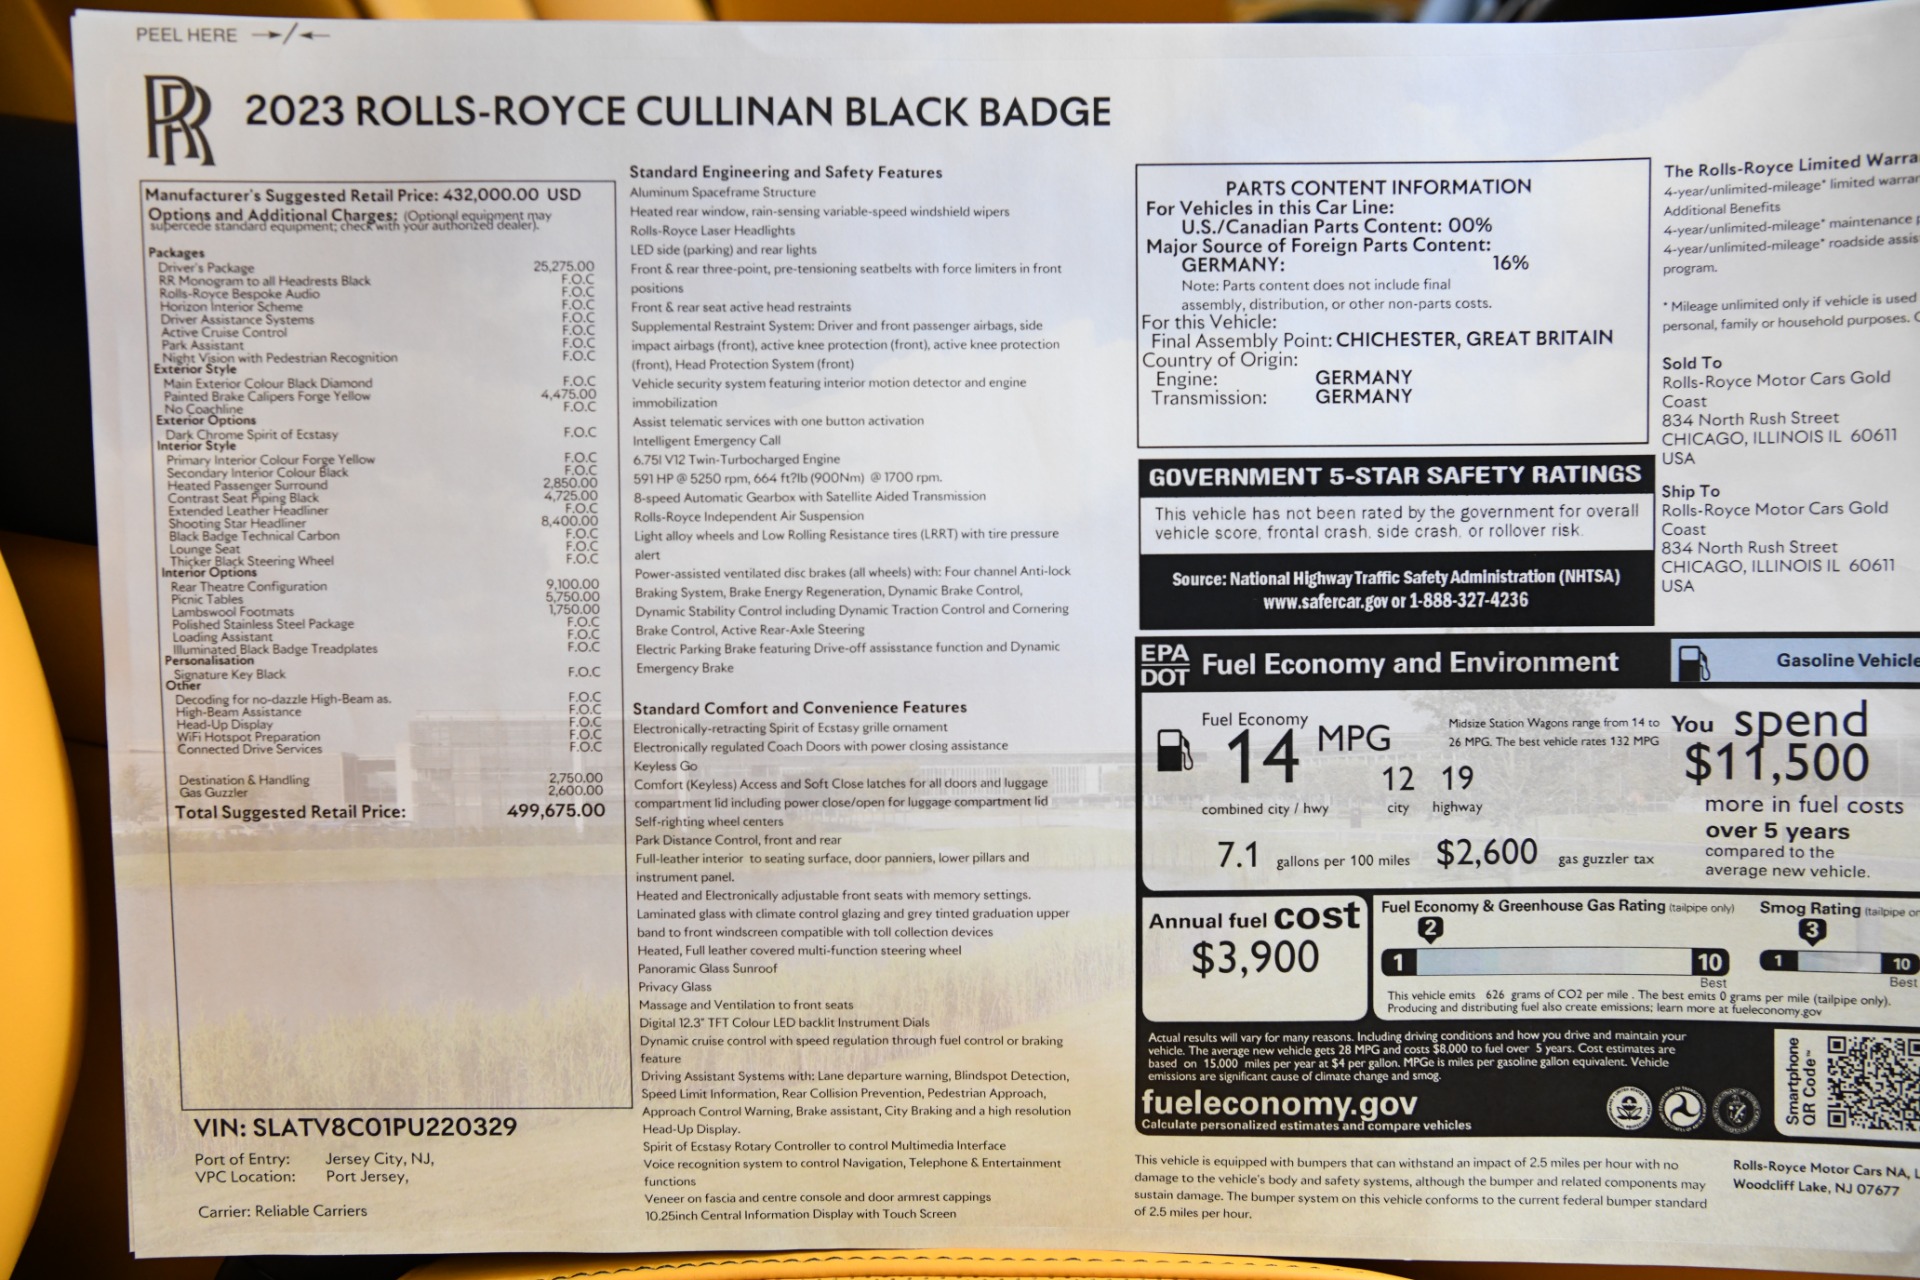 PEEL HERE
RR
2023 ROLLS-ROYCE CULLINAN BLACK BADGE
Manufacturer's Suggested Retail Price: 432,000.00 USD
Options and Additional Charges: (Optional equipment may
supercede standard equipment; check with your authorized dealer).
Packages
Driver's Package 25,275.00
RR Monogram to all Headrests Black F.O.C
Rolls-Royce Bespoke Audio F.O.C
Horizon Interior Scheme F.O.C
Driver Assistance Systems F.O.C
Active Cruise Control F.O.C
Park Assistant F.O.C
Night Vision with Pedestrian Recognition F.O.C
Exterior Style
Main Exterior Colour Black Diamond F.O.C
Painted Brake Calipers Forge Yellow 4,475.00
No Coachline F.O.C
Exterior Options
Dark Chrome Spirit of Ecstasy F.O.C
Interior Style
Primary Interior Colour Forge Yellow F.O.C
Secondary Interior Colour Black F.O.C
Heated Passenger Surround 2,850.00
Contrast Seat Piping Black 4,725.00
Extended Leather Headliner F.O.C
Shooting Star Headliner 8,400.00
Black Badge Technical Carbon F.O.C
Lounge Seat F.O.C
Thicker Black Steering Wheel F.O.C
Interior Options
Rear Theatre Configuration 9,100.00
Picnic Tables 5,750.00
Lambswool Footmats 1,750.00
Polished Stainless Steel Package F.O.C
Loading Assistant F.O.C
Illuminated Black Badge Treadplates F.O.C
Personalisation
Signature Key Black F.O.C
Other
Decoding for no-dazzle High-Beam as. F.O.C
High-Beam Assistance F.O.C
Head-Up Display F.O.C
WiFi Hotspot Preparation F.O.C
Connected Drive Services F.O.C
Destination & Handling 2,750.00
Gas Guzzler 2,600.00
Total Suggested Retail Price: 499,675.00
VIN: SLATV8C01PU220329
Port of Entry: Jersey City, NJ,
VPC Location: Port Jersey,
Carrier: Reliable Carriers
Standard Engineering and Safety Features
Aluminum Spaceframe Structure
Heated rear window, rain-sensing variable-speed windshield wipers
Rolls-Royce Laser Headlights
LED side (parking) and rear lights
Front & rear three-point, pre-tensioning seatbelts with force limiters in front
positions
Front & rear seat active head restraints
Supplemental Restraint System: Driver and front passenger airbags, side
impact airbags (front), active knee protection (front), active knee protection
(front), Head Protection System (front)
Vehicle security system featuring interior motion detector and engine
immobilization
Assist telematic services with one button activation
Intelligent Emergency Call
6.75l V12 Twin-Turbocharged Engine
591 HP @ 5250 rpm, 664 ft?lb (900Nm) @ 1700 rpm.
8-speed Automatic Gearbox with Satellite Aided Transmission
Rolls-Royce Independent Air Suspension
Light alloy wheels and Low Rolling Resistance tires (LRRT) with tire pressure
alert
Power-assisted ventilated disc brakes (all wheels) with: Four channel Anti-lock
Braking System, Brake Energy Regeneration, Dynamic Brake Control,
Dynamic Stability Control including Dynamic Traction Control and Cornering
Brake Control, Active Rear-Axle Steering
Electric Parking Brake featuring Drive-off assisstance function and Dynamic
Emergency Brake
Standard Comfort and Convenience Features
Electronically-retracting Spirit of Ecstasy grille ornament
Electronically regulated Coach Doors with power closing assistance
Keyless Go
Comfort (Keyless) Access and Soft Close latches for all doors and luggage
compartment lid including power close/open for luggage compartment lid
Self-righting wheel centers
Park Distance Control, front and rear
Full-leather interior to seating surface, door panniers, lower pillars and
instrument panel.
Heated and Electronically adjustable front seats with memory settings.
Laminated glass with climate control glazing and grey tinted graduation upper
band to front windscreen compatible with toll collection devices
Heated, Full leather covered multi-function steering wheel
Panoramic Glass Sunroof
Privacy Glass
Massage and Ventilation to front seats
Digital 12.3" TFT Colour LED backlit Instrument Dials
Dynamic cruise control with speed regulation through fuel control or braking
feature
Driving Assistant Systems with: Lane departure warning, Blindspot Detection,
Speed Limit Information, Rear Collision Prevention, Pedestrian Approach,
Approach Control Warning, Brake assistant, City Braking and a high resolution
Head-Up Display.
Spirit of Ecstasy Rotary Controller to control Multimedia Interface
Voice recognition system to control Navigation, Telephone & Entertainment
functions
Veneer on fascia and centre console and door armrest cappings
10.25inch Central Information Display with Touch Screen
PARTS CONTENT INFORMATION
For Vehicles in this Car Line:
U.S./Canadian Parts Content: 00%
Major Source of Foreign Parts Content:
GERMANY: 16%
Note: Parts content does not include final
assembly, distribution, or other non-parts costs.
For this Vehicle:
Final Assembly Point: CHICHESTER, GREAT BRITAIN
Country of Origin:
Engine: GERMANY
Transmission: GERMANY
GOVERNMENT 5-STAR SAFETY RATINGS
This vehicle has not been rated by the government for overall
vehicle score, frontal crash, side crash, or rollover risk.
Source: National Highway Traffic Safety Administration (NHTSA)
www.safercar.gov or 1-888-327-4236
The Rolls-Royce Limited Warra
4-year/unlimited-mileage* limited warran
Additional Benefits
4-year/unlimited-mileage* maintenance p
4-year/unlimited-mileage* roadside assis
program.
* Mileage unlimited only if vehicle is used
personal, family or household purposes. C
Sold To
Rolls-Royce Motor Cars Gold
Coast
834 North Rush Street
CHICAGO, ILLINOIS IL 60611
USA
Ship To
Rolls-Royce Motor Cars Gold
Coast
834 North Rush Street
CHICAGO, ILLINOIS IL 60611
USA
EPA
DOT
Fuel Economy and Environment
Gasoline Vehicle
Fuel Economy
14 MPG
combined city / hwy
12 city
19 highway
Midsize Station Wagons range from 14 to
26 MPG. The best vehicle rates 132 MPG
7.1 gallons per 100 miles
$2,600 gas guzzler tax
You spend
$11,500
more in fuel costs
over 5 years
compared to the
average new vehicle.
Annual fuel cost
$3,900
Fuel Economy & Greenhouse Gas Rating (tailpipe only)
2
1 10
Best
Smog Rating (tailpipe on
3
1 10
Best
This vehicle emits 626 grams of CO2 per mile . The best emits 0 grams per mile (tailpipe only).
Producing and distributing fuel also create emissions; learn more at fueleconomy.gov
Actual results will vary for many reasons. Including driving conditions and how you drive and maintain your
vehicle. The average new vehicle gets 28 MPG and costs $8,000 to fuel over 5 years. Cost estimates are
based on 15,000 miles per year at $4 per gallon. MPGe is miles per gasoline gallon equivalent. Vehicle
emissions are significant cause of climate change and smog.
fueleconomy.gov
Calculate personalized estimates and compare vehicles
Smartphone
QR Code™
This vehicle is equipped with bumpers that can withstand an impact of 2.5 miles per hour with no
damage to the vehicle's body and safety systems, although the bumper and related components may
sustain damage. The bumper system on this vehicle conforms to the current federal bumper standard
of 2.5 miles per hour.
Rolls-Royce Motor Cars NA, L
Woodcliff Lake, NJ 07677